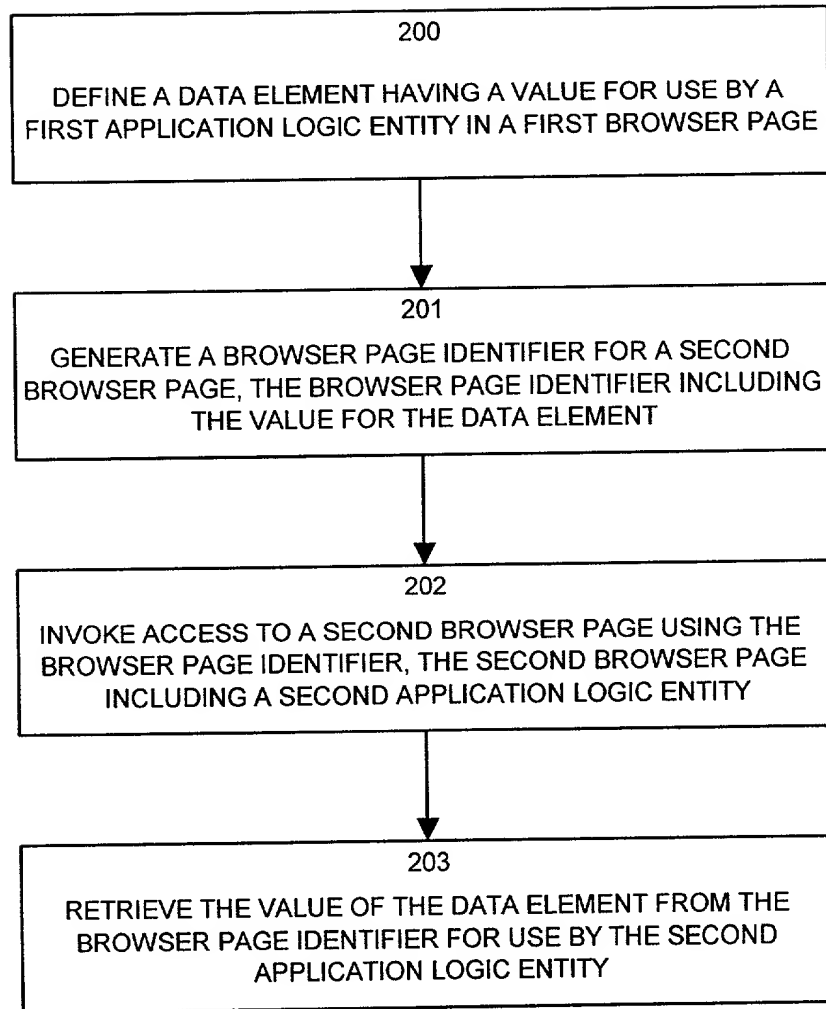 200
DEFINE A DATA ELEMENT HAVING A VALUE FOR USE BY A
FIRST APPLICATION LOGIC ENTITY IN A FIRST BROWSER PAGE
201
GENERATE A BROWSER PAGE IDENTIFIER FOR A SECOND
BROWSER PAGE, THE BROWSER PAGE IDENTIFIER INCLUDING
THE VALUE FOR THE DATA ELEMENT
202
INVOKE ACCESS TO A SECOND BROWSER PAGE USING THE
BROWSER PAGE IDENTIFIER, THE SECOND BROWSER PAGE
INCLUDING A SECOND APPLICATION LOGIC ENTITY
203
RETRIEVE THE VALUE OF THE DATA ELEMENT FROM THE
BROWSER PAGE IDENTIFIER FOR USE BY THE SECOND
APPLICATION LOGIC ENTITY